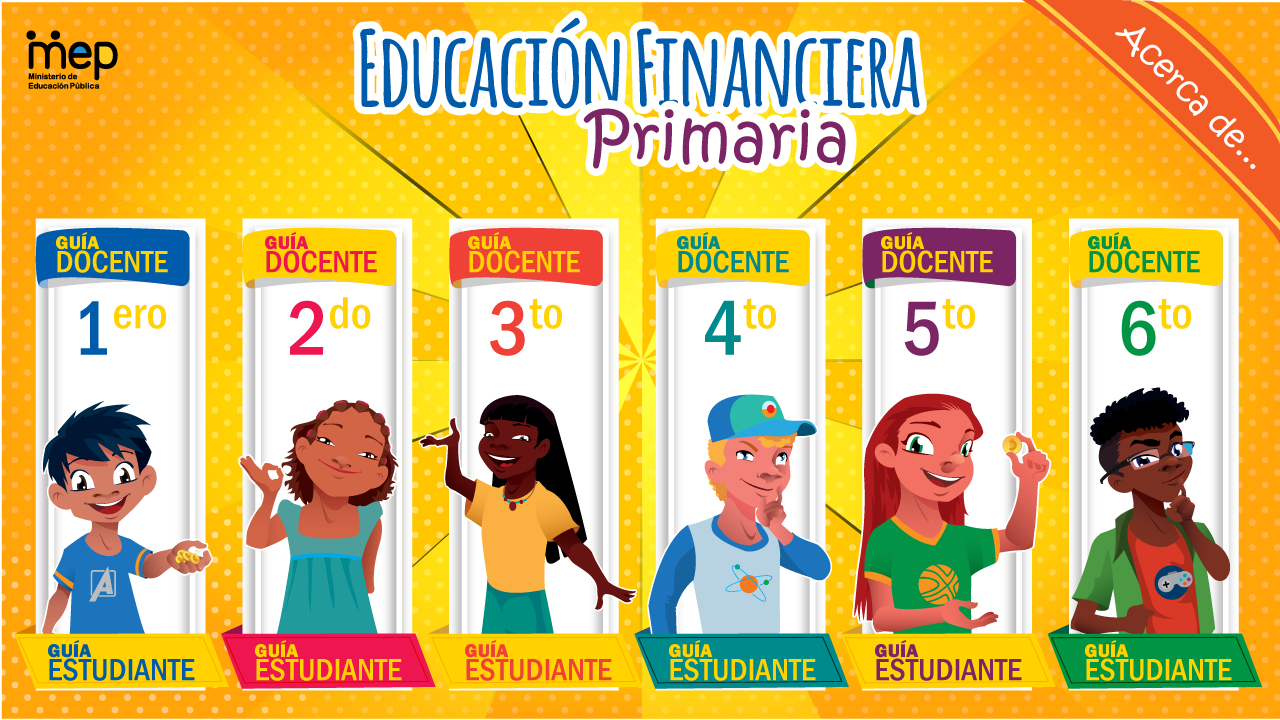 mep
Ministerio de
Educación Pública
EDUCACIÓN FINANCIERA
Primaria
Acerca de...
GUÍA
DOCENTE
1ero
GUÍA
ESTUDIANTE
GUÍA
DOCENTE
2do
GUÍA
ESTUDIANTE
GUÍA
DOCENTE
3to
GUÍA
ESTUDIANTE
GUÍA
DOCENTE
4to
GUÍA
ESTUDIANTE
GUÍA
DOCENTE
5to
GUÍA
ESTUDIANTE
GUÍA
DOCENTE
6to
GUÍA
ESTUDIANTE